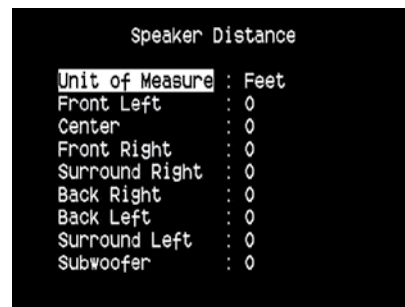 Speaker Distance
Unit of Measure : Feet
Front Left : 0
Center : 0
Front Right : 0
Surround Right : 0
Back Right : 0
Back Left : 0
Surround Left : 0
Subwoofer : 0